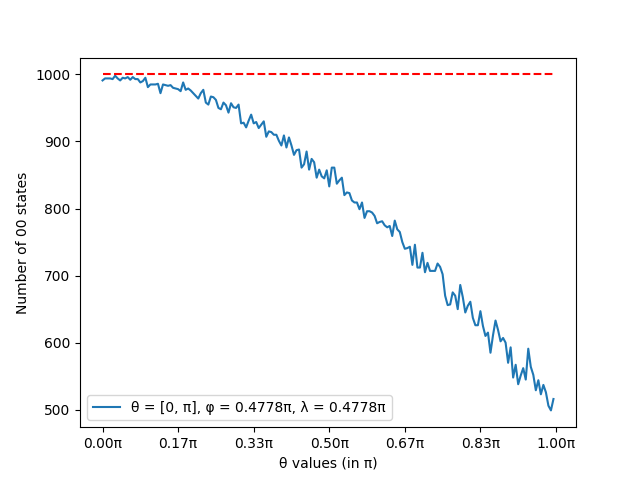 Number of 00 states
1000
900
800
700
600
500
θ = [0, π], φ = 0.4778π, λ = 0.4778π
0.00π 0.17π 0.33π 0.50π 0.67π 0.83π 1.00π
θ values (in π)